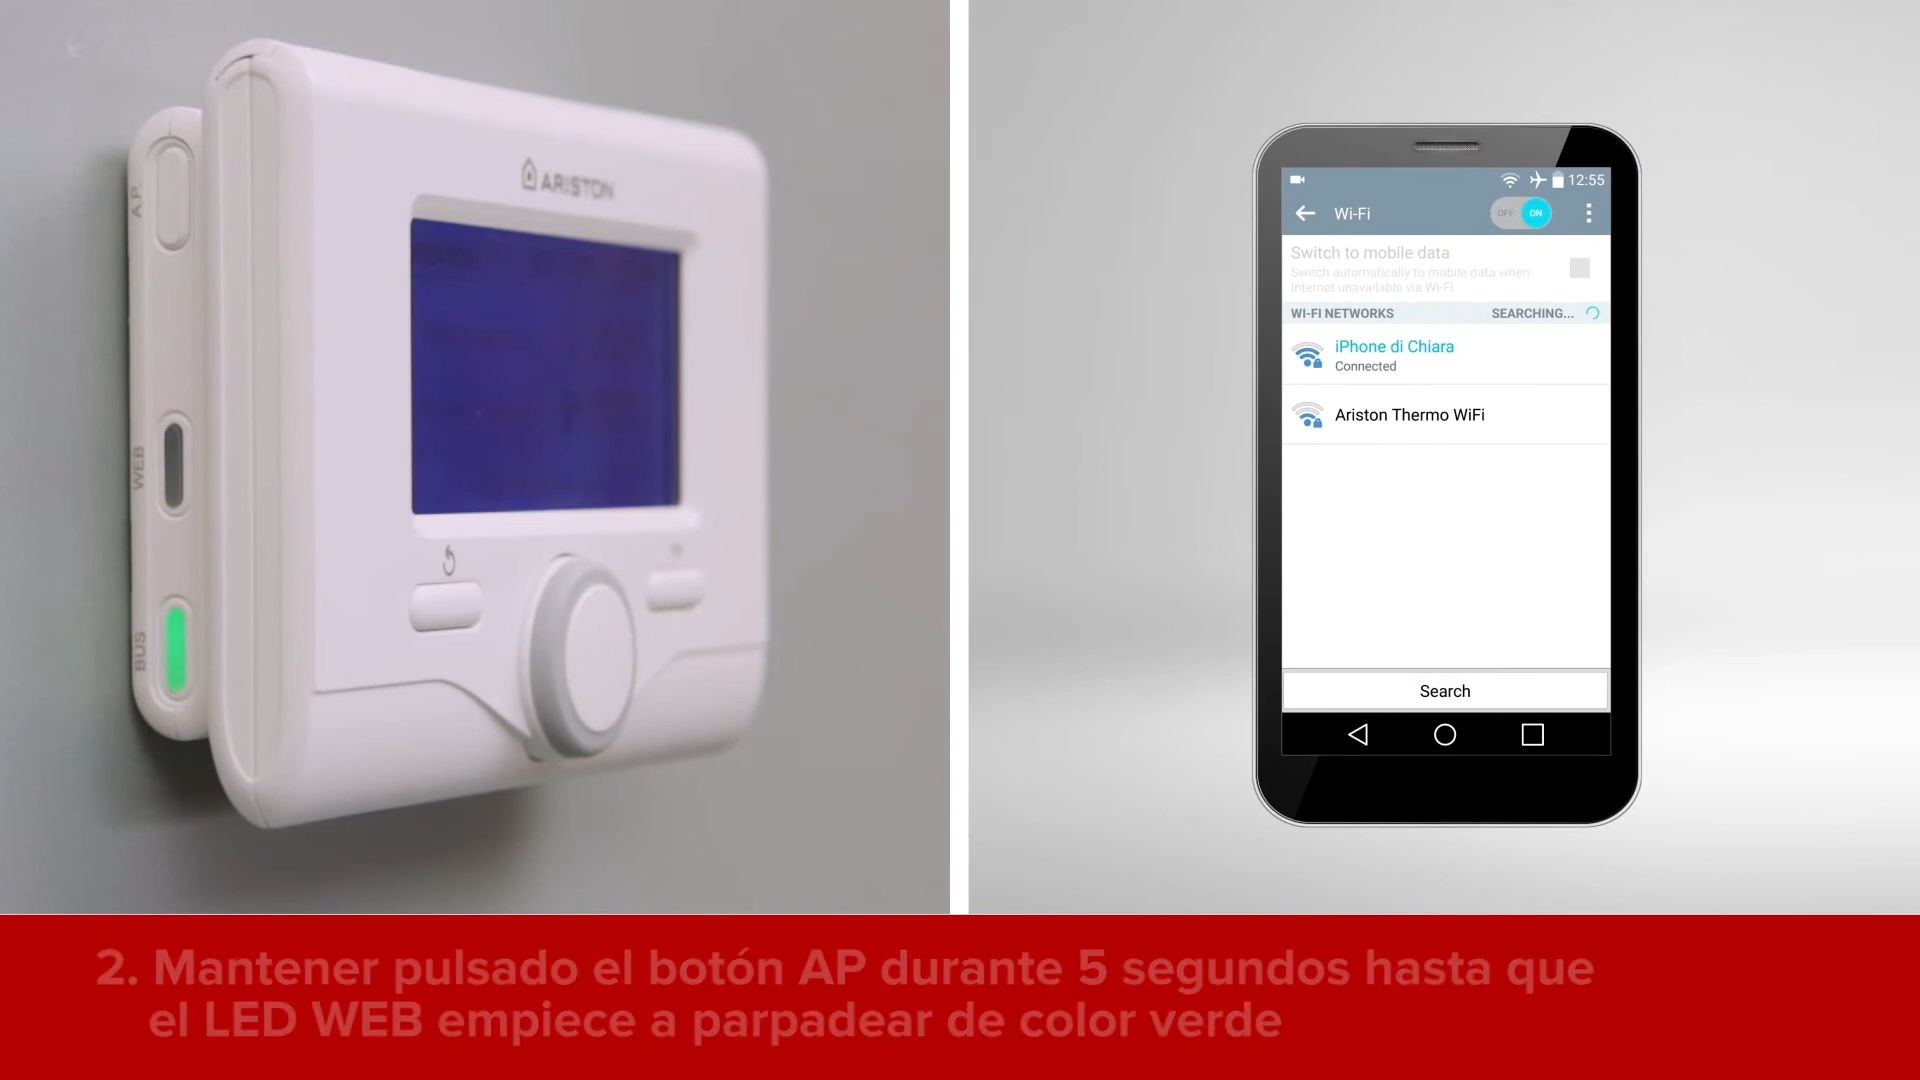 ARISTON
A.P.
WEB
BUS
12:55
Wi-Fi
OFF
ON
Switch to mobile data
Switch automatically to mobile data when
Internet unavailable via Wi-Fi
WI-FI NETWORKS
SEARCHING...
iPhone di Chiara
Connected
Ariston Thermo WiFi
Search
2. Mantener pulsado el botón AP durante 5 segundos hasta que
el LED WEB empiece a parpadear de color verde